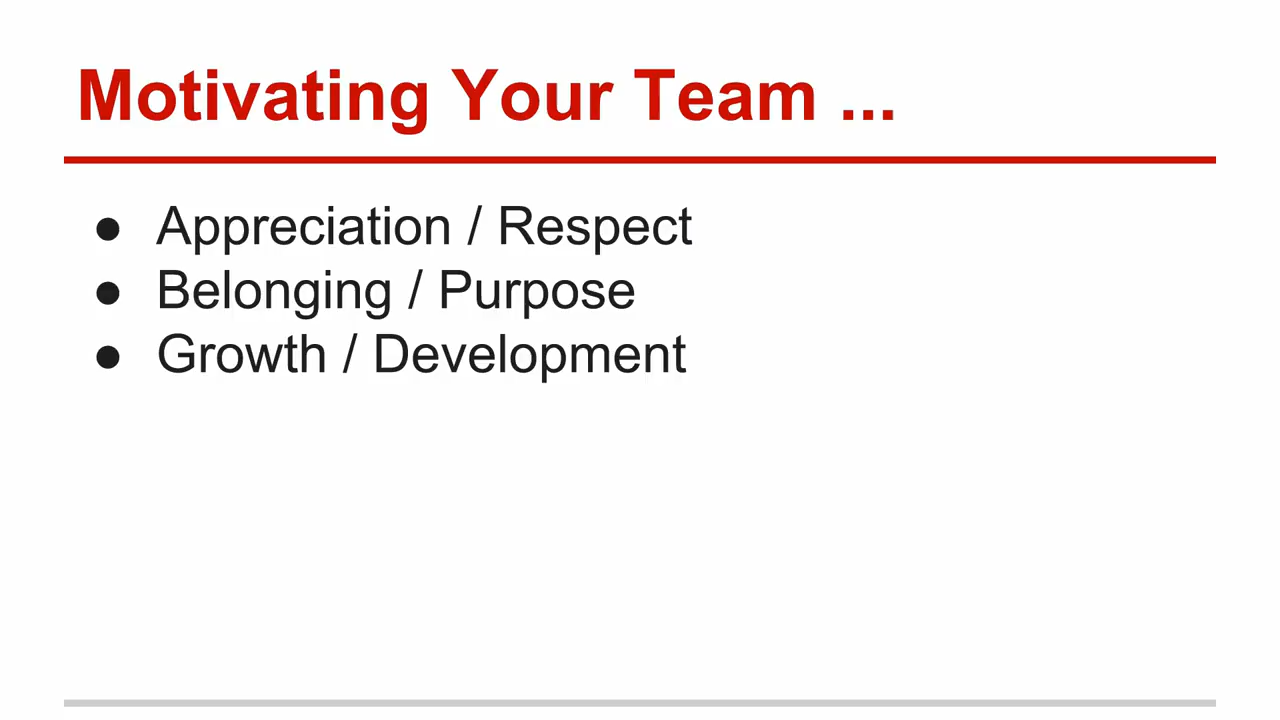 Motivating Your Team ...
● Appreciation / Respect
● Belonging / Purpose
● Growth / Development